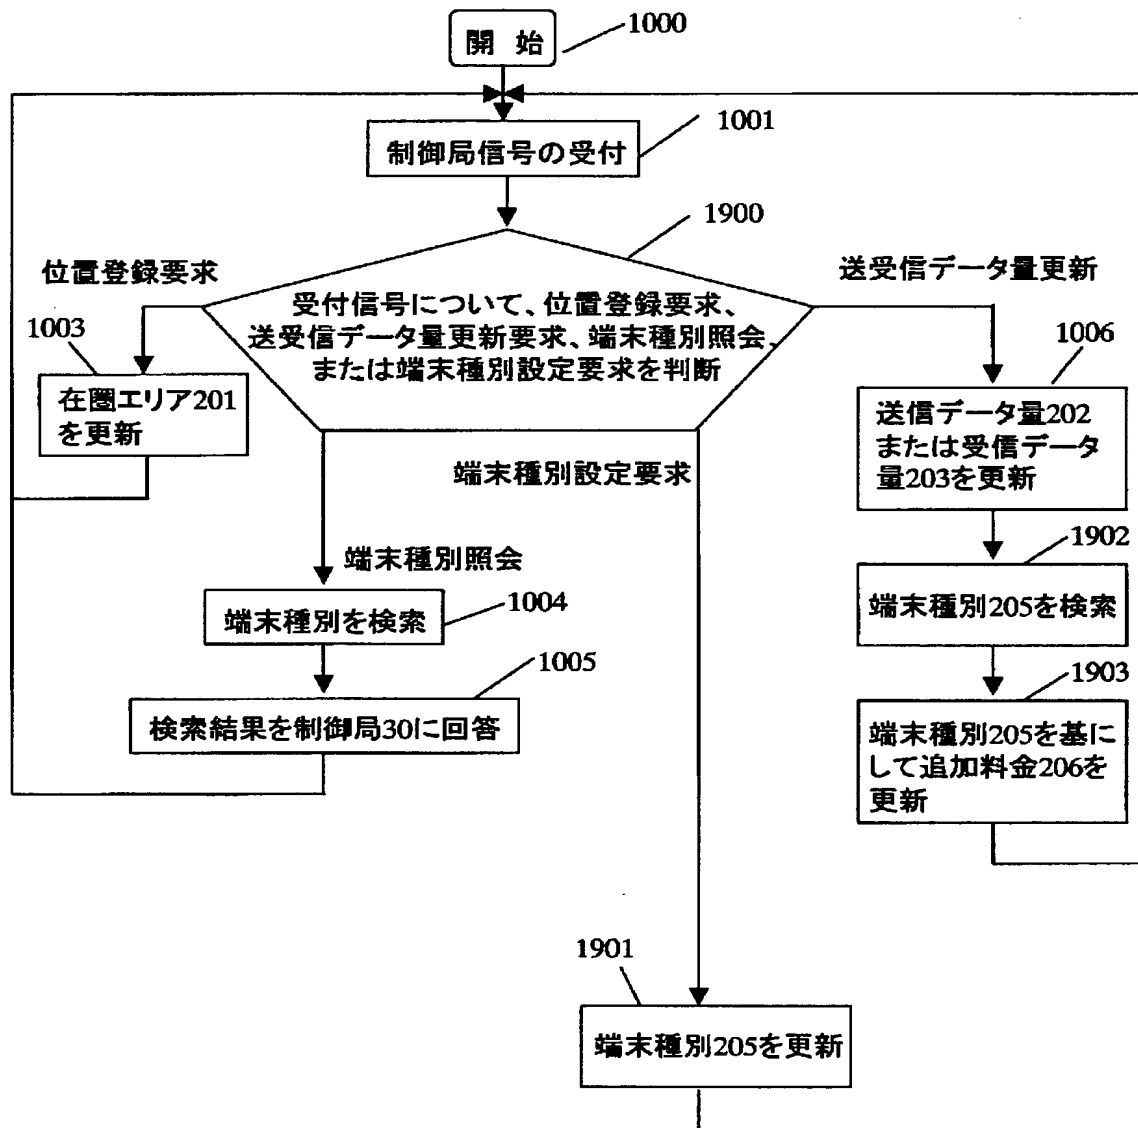 開 始
1000
制御局信号の受付
1001
1900
位置登録要求
送受信データ量更新
受付信号について、位置登録要求、
送受信データ量更新要求、端末種別照会、
または端末種別設定要求を判断
1003
在圏エリア201
を更新
1006
送信データ量202
または受信データ
量203を更新
端末種別設定要求
端末種別照会
1004
端末種別を検索
1005
検索結果を制御局30に回答
1902
端末種別205を検索
1903
端末種別205を基に
して追加料金206を
更新
1901
端末種別205を更新